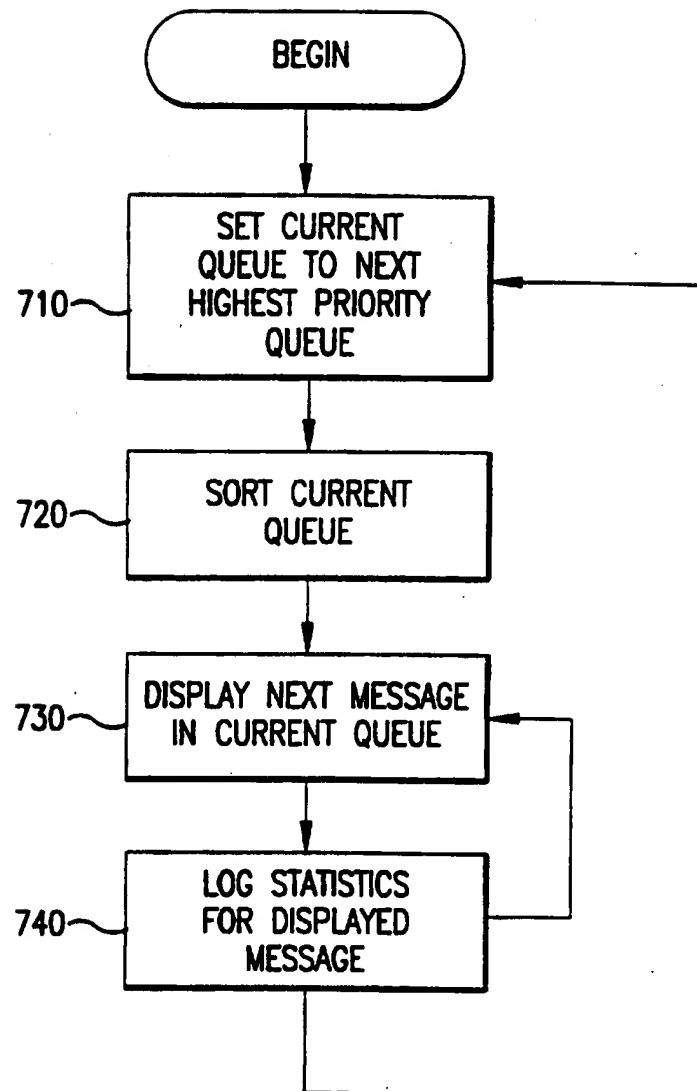 BEGIN
SET CURRENT
QUEUE TO NEXT
HIGHEST PRIORITY
QUEUE
710
SORT CURRENT
QUEUE
720
DISPLAY NEXT MESSAGE
IN CURRENT QUEUE
730
LOG STATISTICS
FOR DISPLAYED
MESSAGE
740